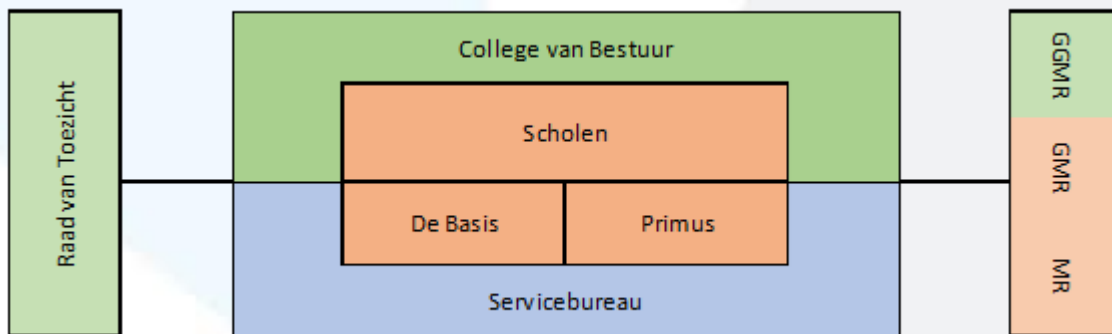 Raad van Toezicht
College van Bestuur
Scholen
De Basis
Primus
Servicebureau
GGMR
GMR
MR